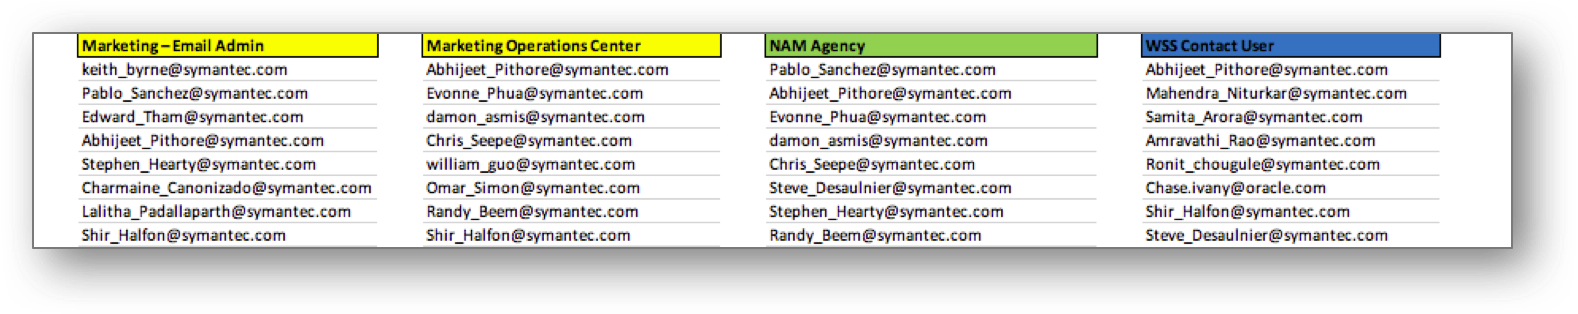 Marketing – Email Admin Marketing Operations Center NAM Agency WSS Contact User
keith_byrne@symantec.com Abhijeet_Pithore@symantec.com Pablo_Sanchez@symantec.com Abhijeet_Pithore@symantec.com
Pablo_Sanchez@symantec.com Evonne_Phua@symantec.com Abhijeet_Pithore@symantec.com Mahendra_Niturkar@symantec.com
Edward_Tham@symantec.com damon_asmis@symantec.com Evonne_Phua@symantec.com Samita_Arora@symantec.com
Abhijeet_Pithore@symantec.com Chris_Seepe@symantec.com damon_asmis@symantec.com Amravathi_Rao@symantec.com
Stephen_Hearty@symantec.com william_guo@symantec.com Chris_Seepe@symantec.com Ronit_chougule@symantec.com
Charmaine_Canonizado@symantec.com Omar_Simon@symantec.com Steve_Desaulnier@symantec.com Chase.ivany@oracle.com
Lalitha_Padallaparth@symantec.com Randy_Beem@symantec.com Stephen_Hearty@symantec.com Shir_Halfon@symantec.com
Shir_Halfon@symantec.com Shir_Halfon@symantec.com Randy_Beem@symantec.com Steve_Desaulnier@symantec.com